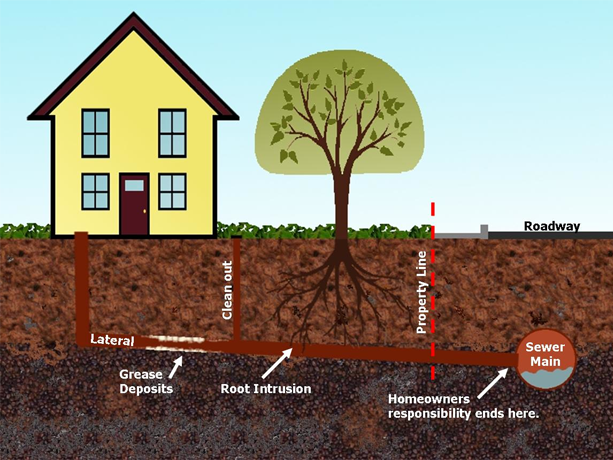 Roadway
Clean out
Property Line
Lateral
Sewer
Main
Grease
Deposits
Root Intrusion
Homeowners
responsibility ends here.